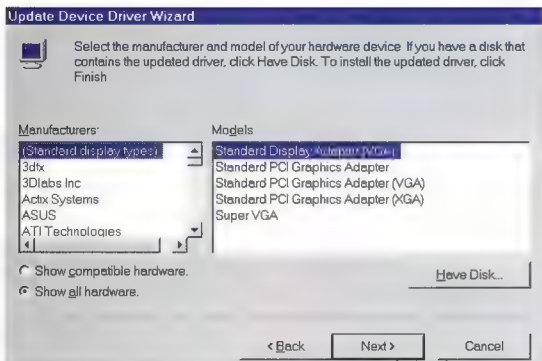 Update Device Driver Wizard
Select the manufacturer and model of your hardware device. If you have a disk that
contains the updated driver, click Have Disk. To install the updated driver, click
Finish
Manufacturers:
(Standard display types)
3dfx
3Dlabs Inc
Actix Systems
ASUS
ATI Technologies
Models
Standard Display Adapter (VGA)
Standard PCI Graphics Adapter
Standard PCI Graphics Adapter (VGA)
Standard PCI Graphics Adapter (XGA)
Super VGA
Show compatible hardware.
Show all hardware.
Have Disk...
< Back
Next >
Cancel